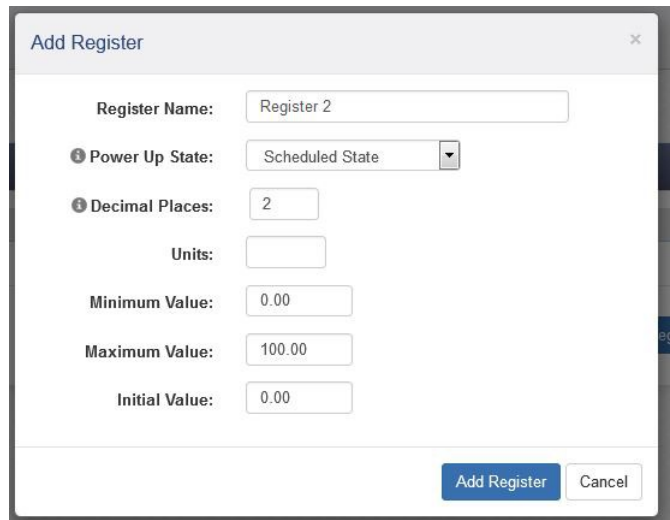 Add Register ×
Register Name: Register 2
Power Up State: Scheduled State
Decimal Places: 2
Units:
Minimum Value: 0.00
Maximum Value: 100.00
Initial Value: 0.00
Add Register Cancel